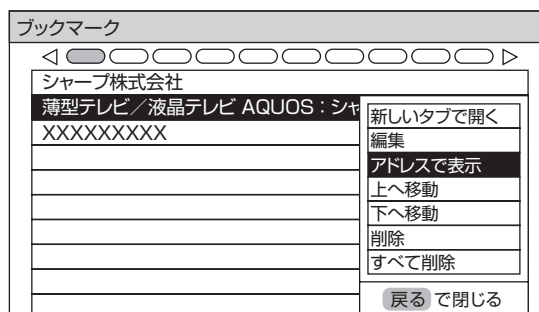 ブックマーク
シャープ株式会社
薄型テレビ／液晶テレビ AQUOS：シャ
XXXXXXXXX
新しいタブで開く
編集
アドレスで表示
上へ移動
下へ移動
削除
すべて削除
戻る で閉じる